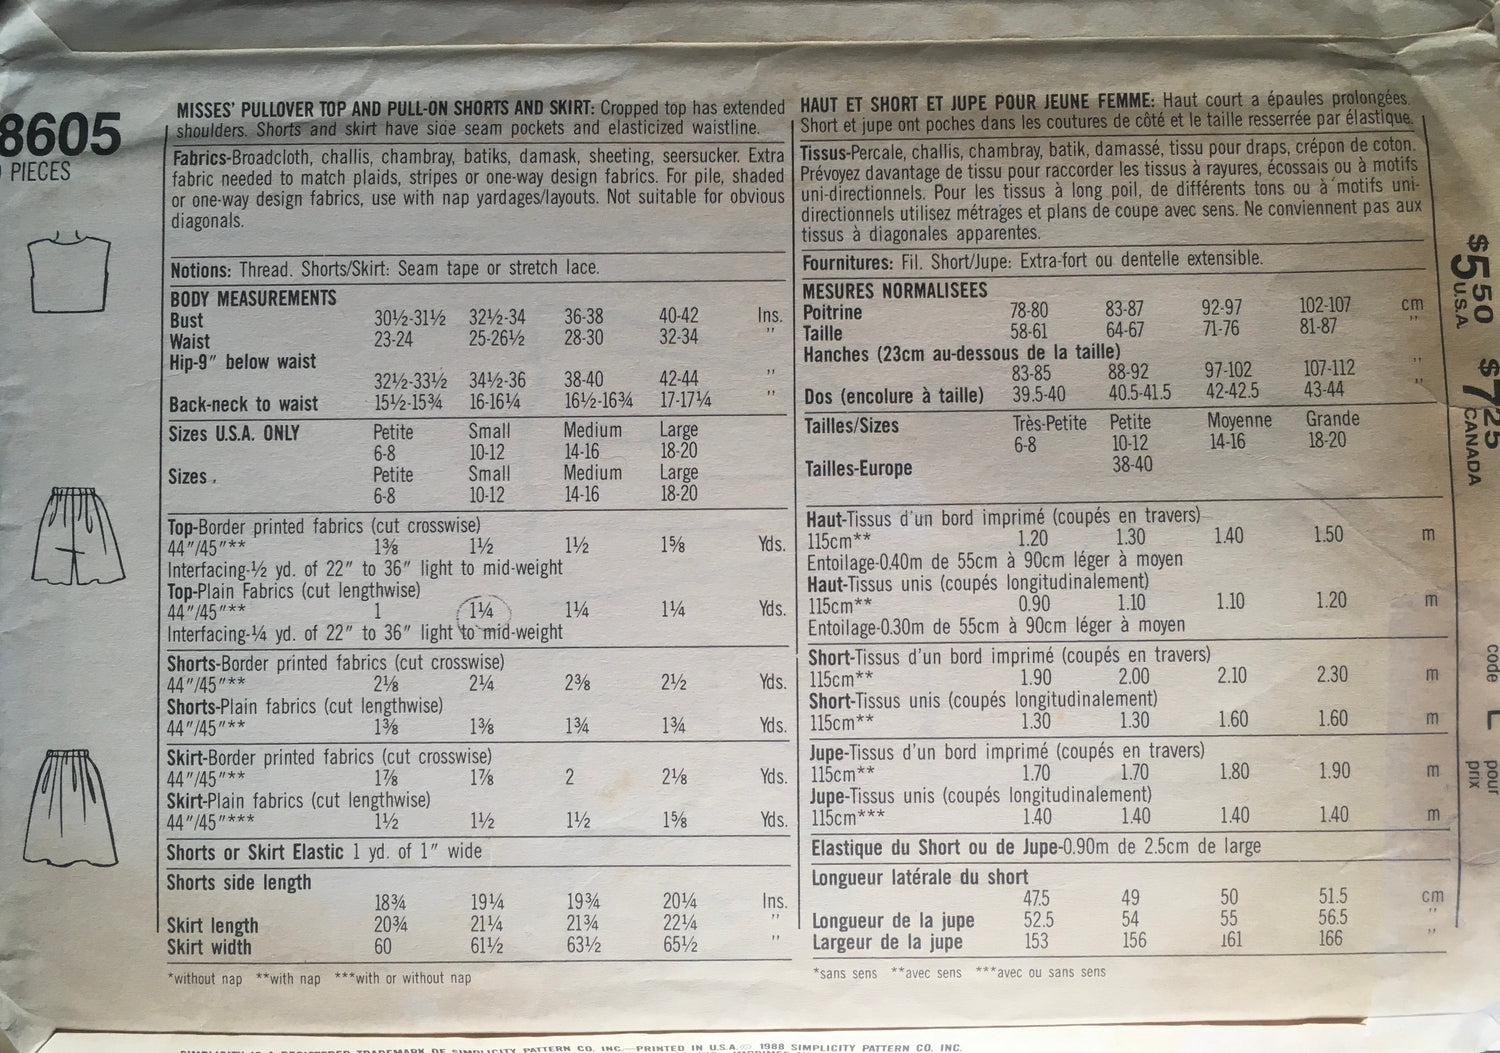 8605
PIECES
MISSES' PULLOVER TOP AND PULL-ON SHORTS AND SKIRT: Cropped top has extended
shoulders. Shorts and skirt have side seam pockets and elasticized waistline.
Fabrics-Broadcloth, challis, chambray, batiks, damask, sheeting, seersucker. Extra
fabric needed to match plaids, stripes or one-way design fabrics. For pile, shaded
or one-way design fabrics, use with nap yardages/layouts. Not suitable for obvious
diagonals.
Notions: Thread. Shorts/Skirt: Seam tape or stretch lace.
BODY MEASUREMENTS
Bust 30½-31½ 32½-34 36-38 40-42 Ins.
Waist 23-24 25-26½ 28-30 32-34 "
Hip-9" below waist
32½-33½ 34½-36 38-40 42-44 "
Back-neck to waist 15½-15¾ 16-16¼ 16½-16¾ 17-17¼ "
Sizes U.S.A. ONLY Petite Small Medium Large
6-8 10-12 14-16 18-20
Sizes Petite Small Medium Large
6-8 10-12 14-16 18-20
Top-Border printed fabrics (cut crosswise)
44"/45"** 1⅜ 1½ 1½ 1⅝ Yds.
Interfacing-½ yd. of 22" to 36" light to mid-weight
Top-Plain Fabrics (cut lengthwise)
44"/45"** 1 1¼ 1¼ 1¼ Yds.
Interfacing-¼ yd. of 22" to 36" light to mid-weight
Shorts-Border printed fabrics (cut crosswise)
44"/45"** 2⅛ 2¼ 2⅜ 2½ Yds.
Shorts-Plain fabrics (cut lengthwise)
44"/45"** 1⅜ 1⅜ 1¾ 1¾ Yds.
Skirt-Border printed fabrics (cut crosswise)
44"/45"** 1⅞ 1⅞ 2 2⅛ Yds.
Skirt-Plain fabrics (cut lengthwise)
44"/45"*** 1½ 1½ 1½ 1⅝ Yds.
Shorts or Skirt Elastic 1 yd. of 1" wide
Shorts side length
18¾ 19¼ 19¾ 20¼ Ins.
Skirt length 20¾ 21¼ 21¾ 22¼ "
Skirt width 60 61½ 63½ 65½ "
*without nap **with nap ***with or without nap
HAUT ET SHORT ET JUPE POUR JEUNE FEMME: Haut court a épaules prolongées.
Short et jupe ont poches dans les coutures de côté et le taille resserrée par élastique.
Tissus-Percale, challis, chambray, batik, damassé, tissu pour draps, crépon de coton.
Prévoyez davantage de tissu pour raccorder les tissus à rayures, écossais ou à motifs
uni-directionnels. Pour les tissus à long poil, de différents tons ou à motifs uni-
directionnels utilisez métrages et plans de coupe avec sens. Ne conviennent pas aux
tissus à diagonales apparentes.
Fournitures: Fil. Short/Jupe: Extra-fort ou dentelle extensible.
MESURES NORMALISEES
Poitrine 78-80 83-87 92-97 102-107 cm
Taille 58-61 64-67 71-76 81-87 "
Hanches (23cm au-dessous de la taille)
83-85 88-92 97-102 107-112 "
Dos (encolure à taille) 39.5-40 40.5-41.5 42-42.5 43-44 "
Tailles/Sizes Très-Petite Petite Moyenne Grande
6-8 10-12 14-16 18-20
Tailles-Europe 38-40
Haut-Tissus d'un bord imprimé (coupés en travers)
115cm** 1.20 1.30 1.40 1.50 m
Entoilage-0.40m de 55cm à 90cm léger à moyen
Haut-Tissus unis (coupés longitudinalement)
115cm** 0.90 1.10 1.10 1.20 m
Entoilage-0.30m de 55cm à 90cm léger à moyen
Short-Tissus d'un bord imprimé (coupés en travers)
115cm** 1.90 2.00 2.10 2.30 m
Short-Tissus unis (coupés longitudinalement)
115cm** 1.30 1.30 1.60 1.60 m
Jupe-Tissus d'un bord imprimé (coupés en travers)
115cm** 1.70 1.70 1.80 1.90 m
Jupe-Tissus unis (coupés longitudinalement)
115cm*** 1.40 1.40 1.40 1.40 m
Elastique du Short ou de Jupe-0.90m de 2.5cm de large
Longueur latérale du short
47.5 49 50 51.5 cm
Longueur de la jupe 52.5 54 55 56.5 "
Largeur de la jupe 153 156 161 166 "
*sans sens **avec sens ***avec ou sans sens
$5.50 U.S.A.
$7.25 CANADA
code L pour
prix
SIMPLICITY IS A REGISTERED TRADEMARK OF SIMPLICITY PATTERN CO. INC.—PRINTED IN U.S.A. © 1988 SIMPLICITY PATTERN CO. INC.